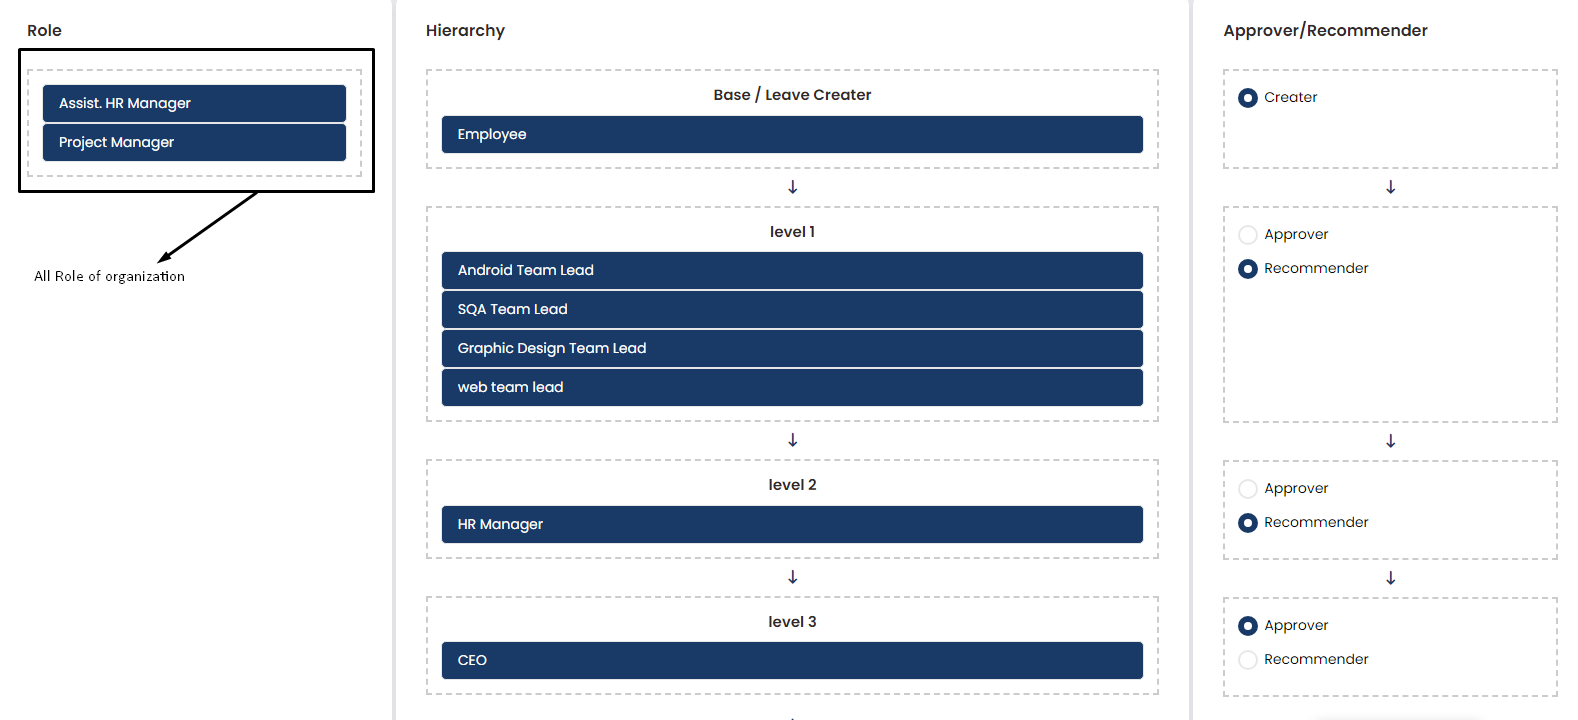 Role
Assist. HR Manager
Project Manager
All Role of organization
Hierarchy
Base / Leave Creater
Employee
level 1
Android Team Lead
SQA Team Lead
Graphic Design Team Lead
web team lead
level 2
HR Manager
level 3
CEO
Approver/Recommender
Creater
Approver
Recommender
Approver
Recommender
Approver
Recommender